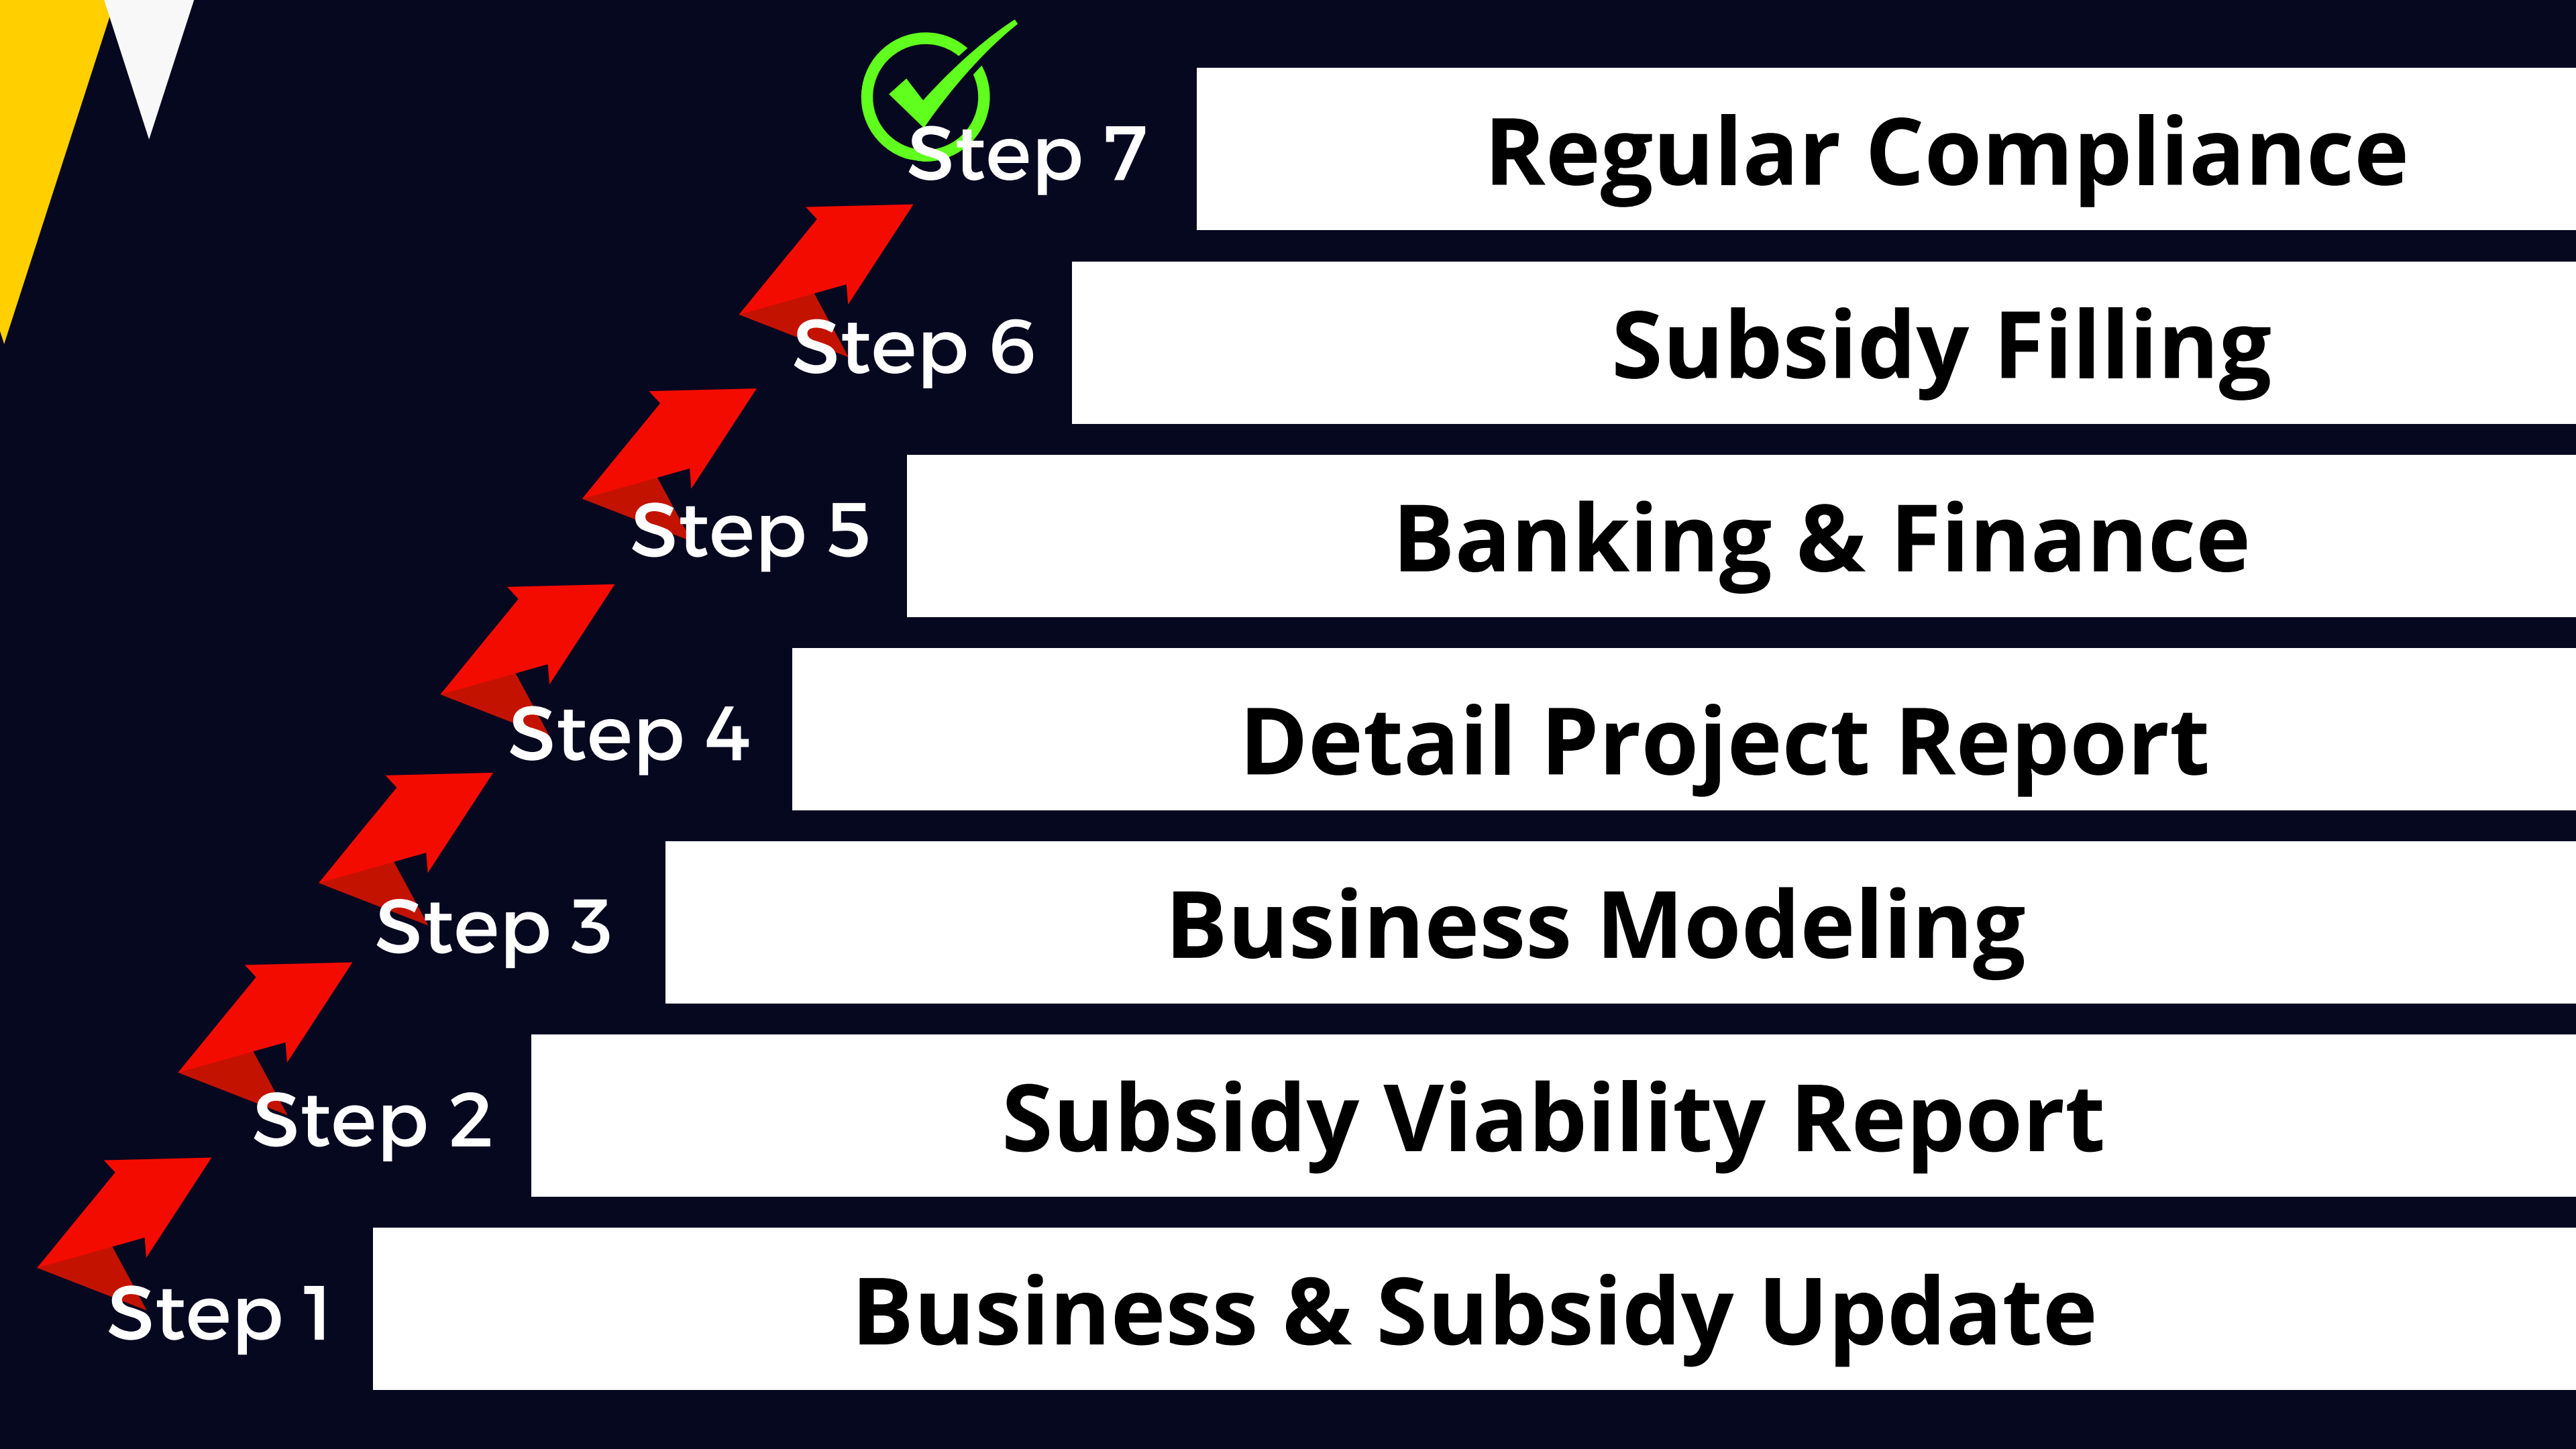 Step 7 Regular Compliance
Step 6 Subsidy Filling
Step 5 Banking & Finance
Step 4 Detail Project Report
Step 3 Business Modeling
Step 2 Subsidy Viability Report
Step 1 Business & Subsidy Update